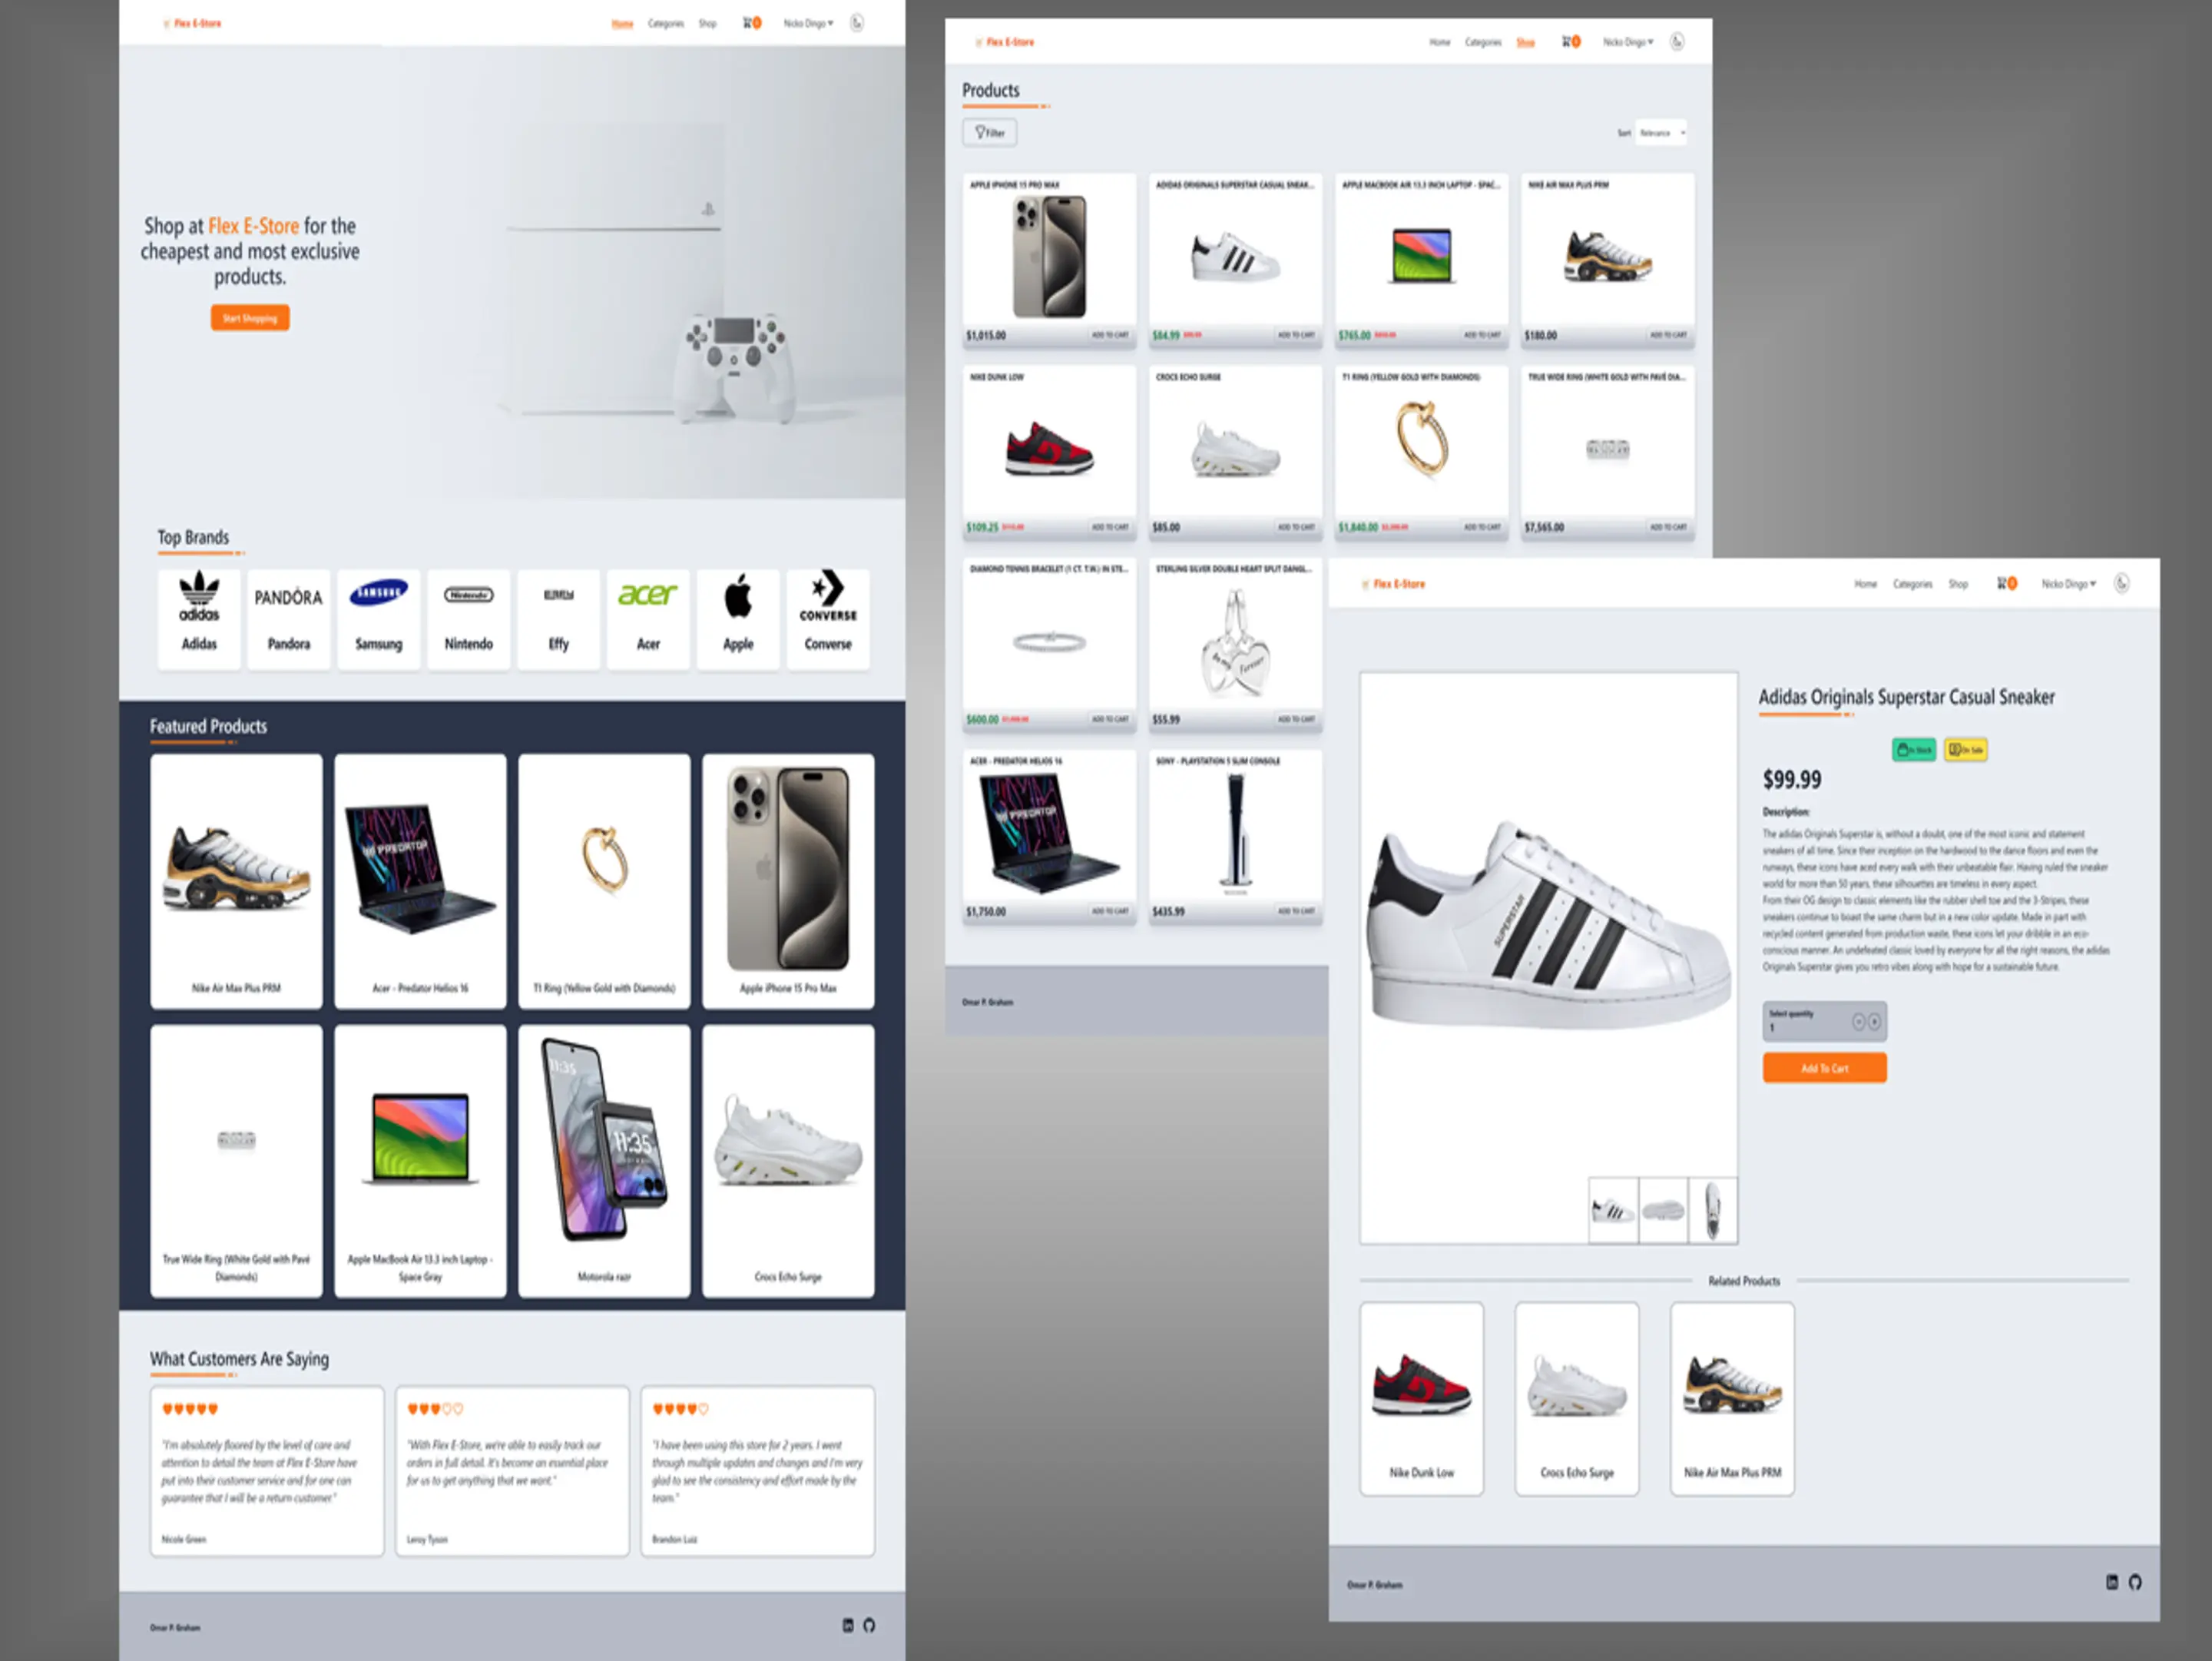 Flex E-Store
Home Categories Shop Nicko Dingo
Shop at Flex E-Store for the
cheapest and most exclusive
products.
Start Shopping
Top Brands
adidas PANDÖRA SAMSUNG Nintendo acer CONVERSE
Adidas Pandora Samsung Nintendo Effy Acer Apple Converse
Featured Products
PREDATOR
Nike Air Max Plus PRM
Acer - Predator Helios 16
T1 Ring (Yellow Gold with Diamonds)
Apple iPhone 15 Pro Max
11:35
11:35
True Wide Ring (White Gold with Pavé
Diamonds)
Apple MacBook Air 13.3 inch Laptop -
Space Gray
Motorola razr
Crocs Echo Surge
What Customers Are Saying
"I'm absolutely floored by the level of care and
attention to detail the team at Flex E-Store have
put into their customer service and for one can
guarantee that I will be a return customer."
Nicole Green
"With Flex E-Store, we're able to easily track our
orders in full detail. It's become an essential place
for us to get anything that we want."
Leroy Tyson
"I have been using this store for 2 years. I went
through multiple updates and changes and I'm very
glad to see the consistency and effort made by the
team."
Brandon Luiz
Omar P. Graham
Flex E-Store
Home Categories Shop Nicko Dingo
Products
Filter
Sort Relevance
APPLE IPHONE 15 PRO MAX
$1,015.00 ADD TO CART
ADIDAS ORIGINALS SUPERSTAR CASUAL SNEAK...
$84.99 ADD TO CART
APPLE MACBOOK AIR 13.3 INCH LAPTOP - SPAC...
$765.00 ADD TO CART
NIKE AIR MAX PLUS PRM
$180.00 ADD TO CART
NIKE DUNK LOW
$109.25 ADD TO CART
CROCS ECHO SURGE
$85.00 ADD TO CART
T1 RING (YELLOW GOLD WITH DIAMONDS)
$1,840.00 ADD TO CART
TRUE WIDE RING (WHITE GOLD WITH PAVÉ DIA...
$7,565.00 ADD TO CART
DIAMOND TENNIS BRACELET (1 CT. T.W.) IN STE...
$600.00 ADD TO CART
STERLING SILVER DOUBLE HEART SPLIT DANGL...
Forever
$55.99 ADD TO CART
ACER - PREDATOR HELIOS 16
PREDATOR
$1,750.00 ADD TO CART
SONY - PLAYSTATION 5 SLIM CONSOLE
$435.99 ADD TO CART
Omar P. Graham
Flex E-Store
Home Categories Shop Nicko Dingo
SUPERSTAR
Adidas Originals Superstar Casual Sneaker
In Stock On Sale
$99.99
Description:
The adidas Originals Superstar is, without a doubt, one of the most iconic and statement
sneakers of all time. Since their inception on the hardwood to the dance floors and even the
runways, these icons have aced every walk with their unbeatable flair. Having ruled the sneaker
world for more than 50 years, these silhouettes are timeless in every aspect.
From their OG design to classic elements like the rubber shell toe and the 3-Stripes, these
sneakers continue to boast the same charm but in a new color update. Made in part with
recycled content generated from production waste, these icons let your dribble in an eco-
conscious manner. An undefeated classic loved by everyone for all the right reasons, the adidas
Originals Superstar gives you retro vibes along with hope for a sustainable future.
Select quantity
1
Add To Cart
Related Products
Nike Dunk Low
Crocs Echo Surge
Nike Air Max Plus PRM
Omar P. Graham